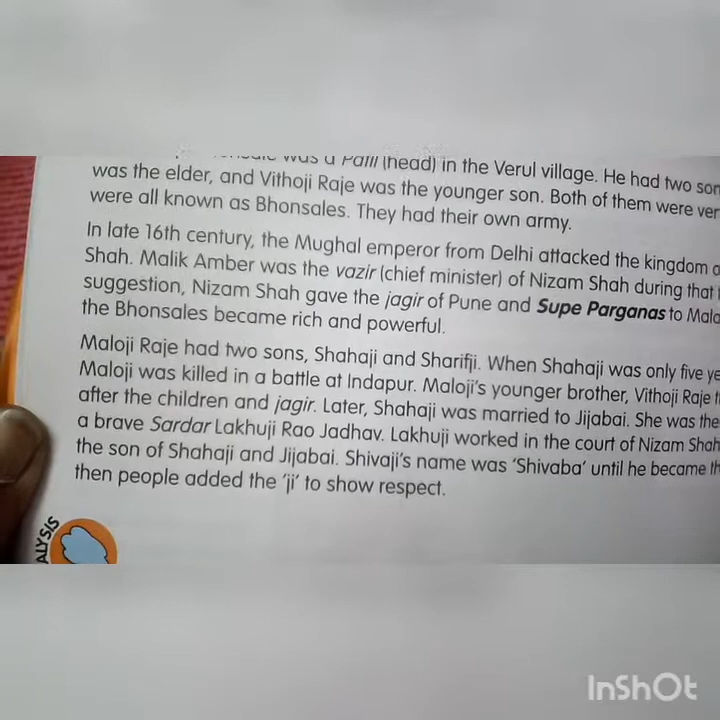 was a Patil (head) in the Verul village. He had two son
was the elder, and Vithoji Raje was the younger son. Both of them were ver
were all known as Bhonsales. They had their own army.
In late 16th century, the Mughal emperor from Delhi attacked the kingdom o
Shah. Malik Amber was the vazir (chief minister) of Nizam Shah during that
suggestion, Nizam Shah gave the jagir of Pune and Supe Parganas to Malo
the Bhonsales became rich and powerful.
Maloji Raje had two sons, Shahaji and Sharifji. When Shahaji was only five ye
Maloji was killed in a battle at Indapur. Maloji's younger brother, Vithoji Raje
after the children and jagir. Later, Shahaji was married to Jijabai. She was the
a brave Sardar Lakhuji Rao Jadhav. Lakhuji worked in the court of Nizam Shah
the son of Shahaji and Jijabai. Shivaji's name was 'Shivaba' until he became th
then people added the 'ji' to show respect.
ALYSIS
InShOt